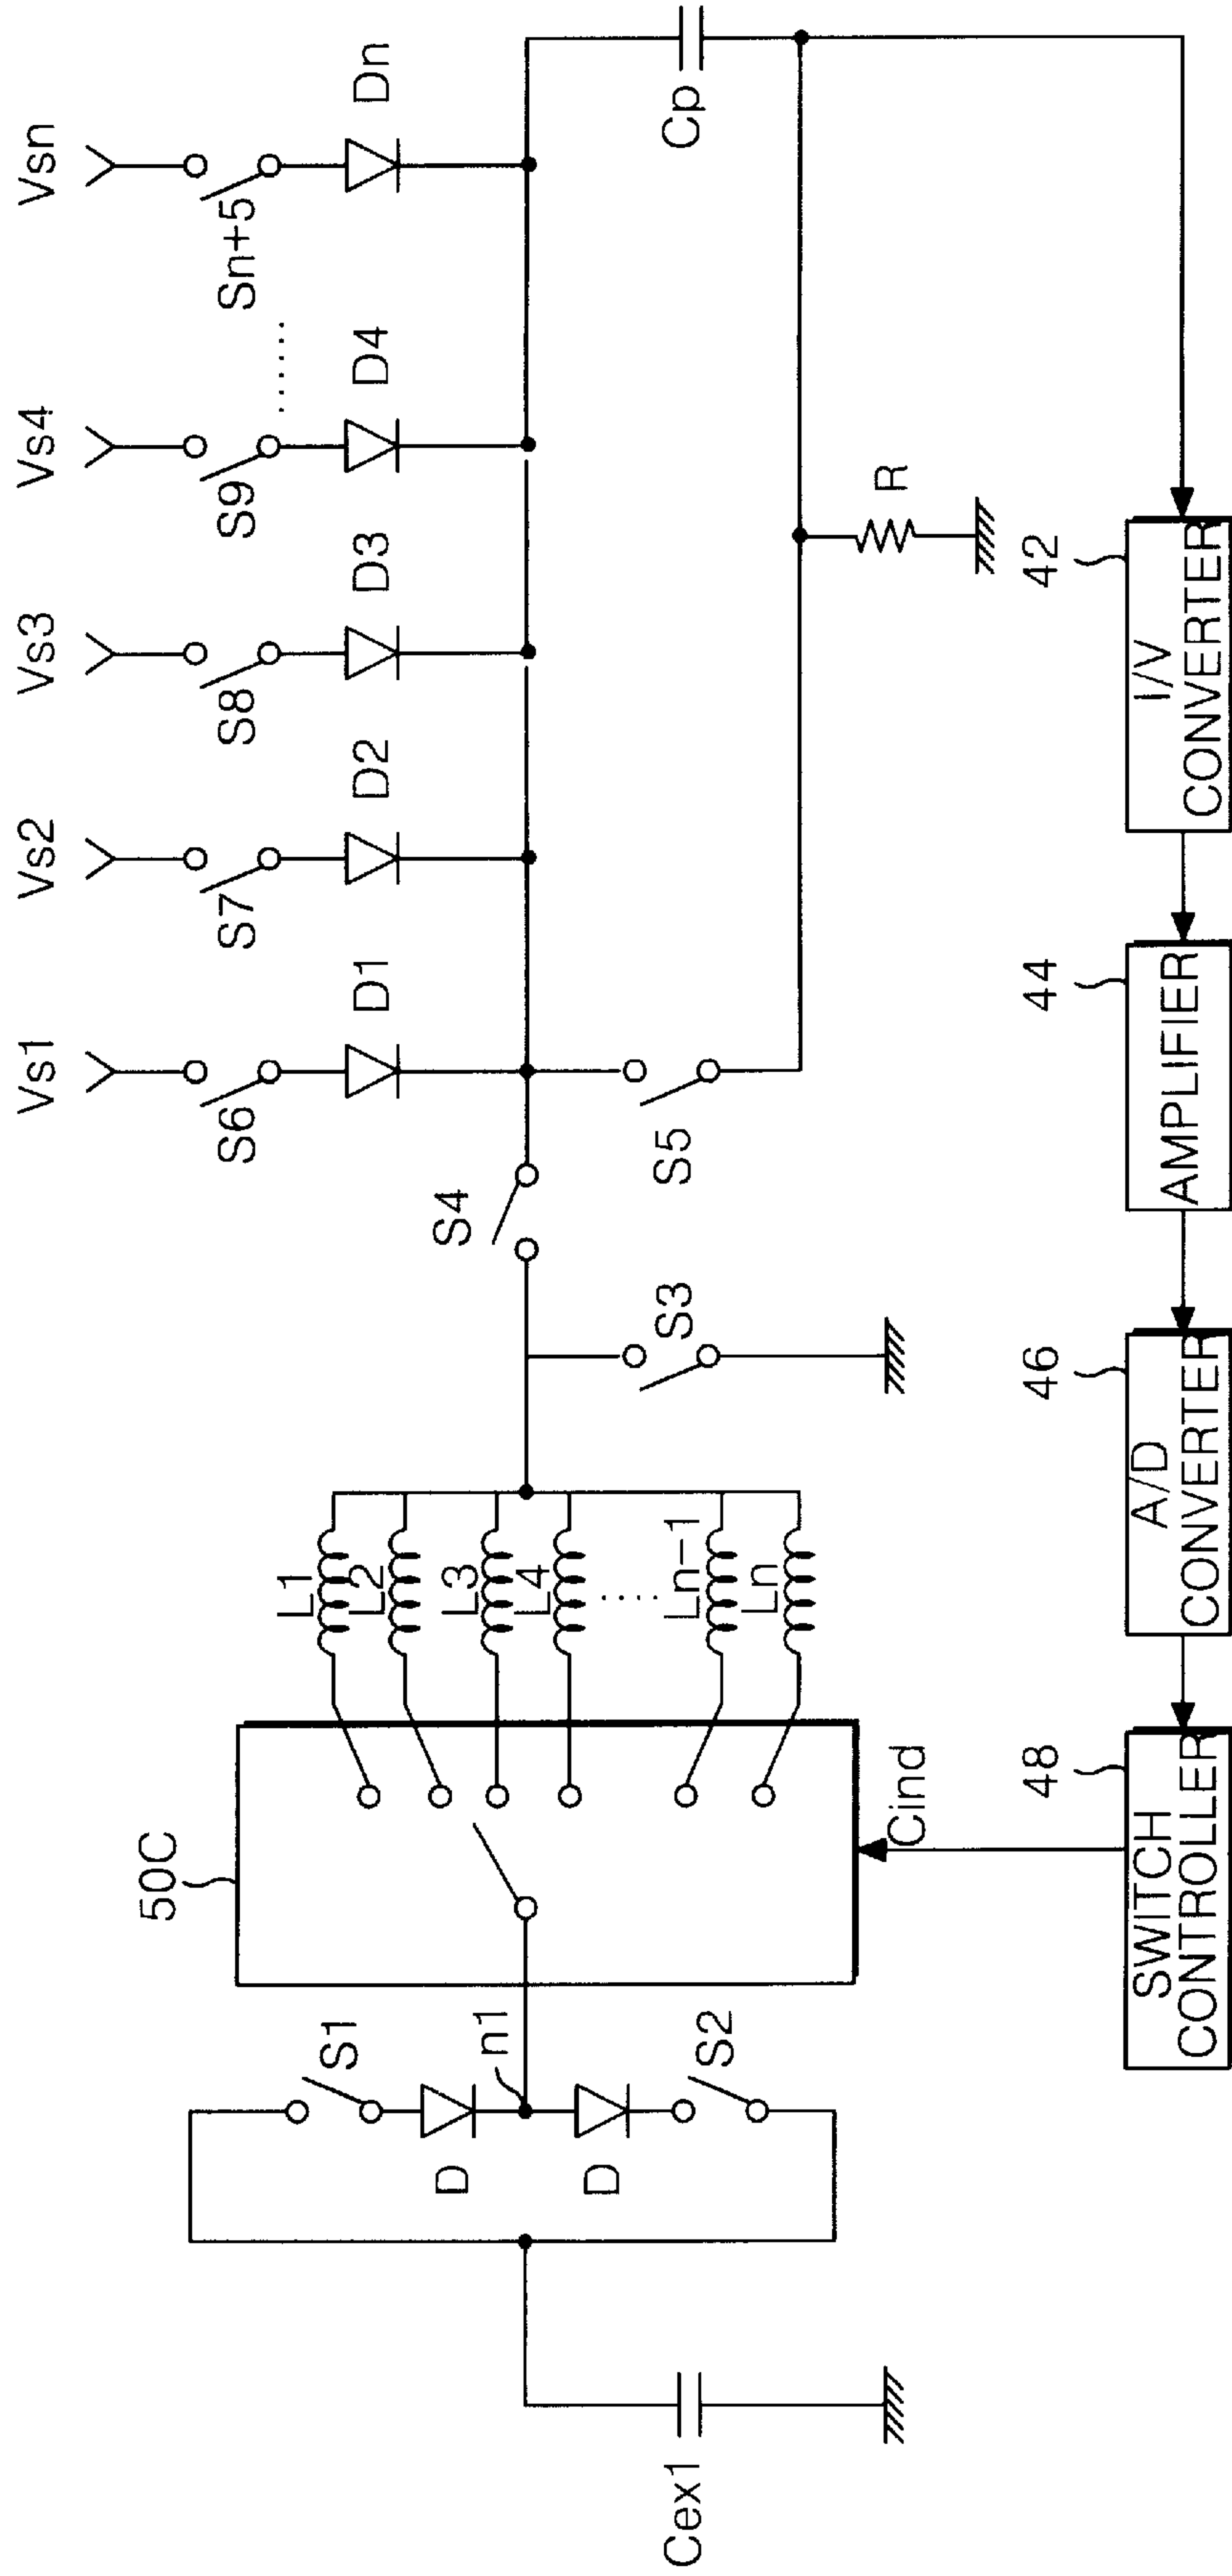 Vs1
Vs2
Vs3
Vs4
Vsn
S6
S7
S8
S9
......
Sn+5
D1
D2
D3
D4
Dn
S4
S5
S3
Cp
R
50C
L1
L2
L3
L4
.....
Ln-1
Ln
S1
n1
S2
D
D
Cex1
Cind
48
SWITCH
CONTROLLER
46
A/D
CONVERTER
44
AMPLIFIER
42
I/V
CONVERTER